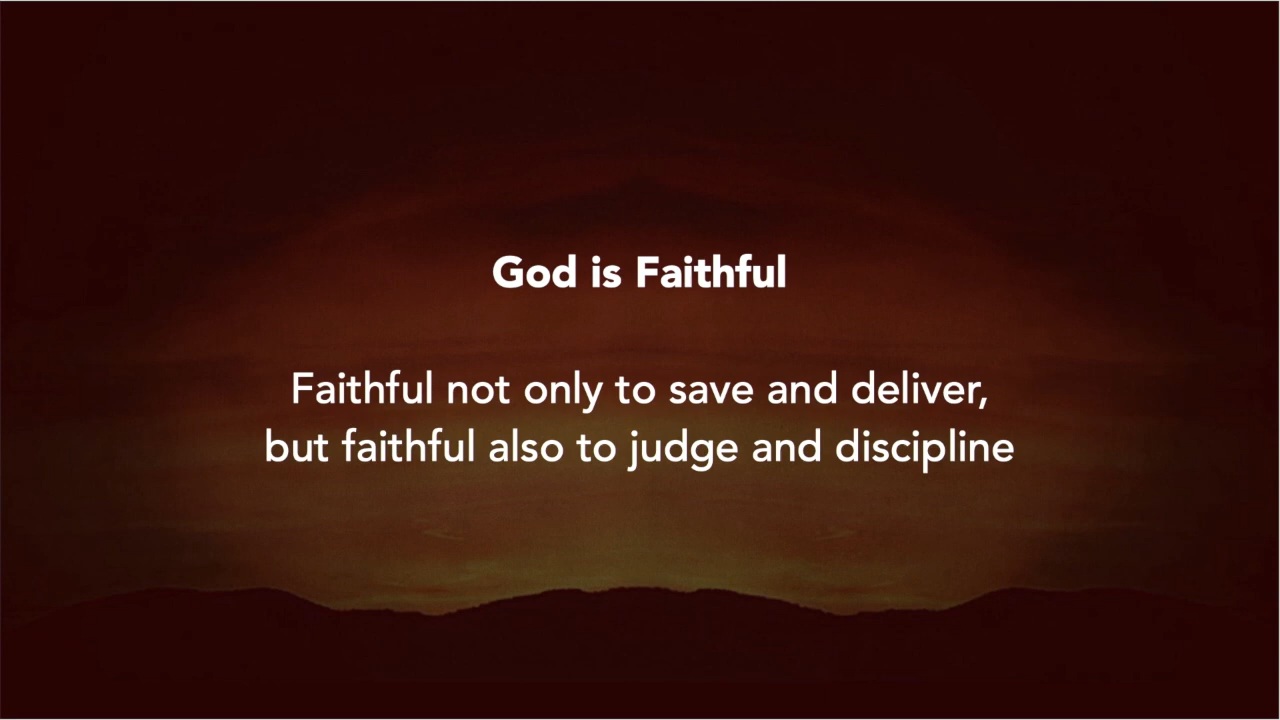 God is Faithful
Faithful not only to save and deliver,
but faithful also to judge and discipline